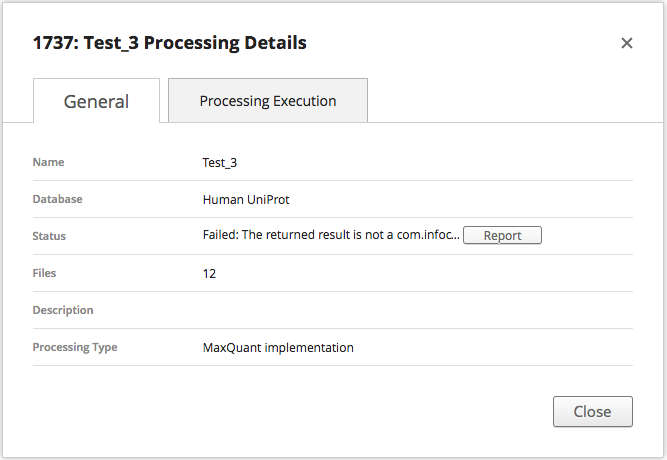 1737: Test_3 Processing Details
General
Processing Execution
Name Test_3
Database Human UniProt
Status Failed: The returned result is not a com.infoc... Report
Files 12
Description
Processing Type MaxQuant implementation
Close